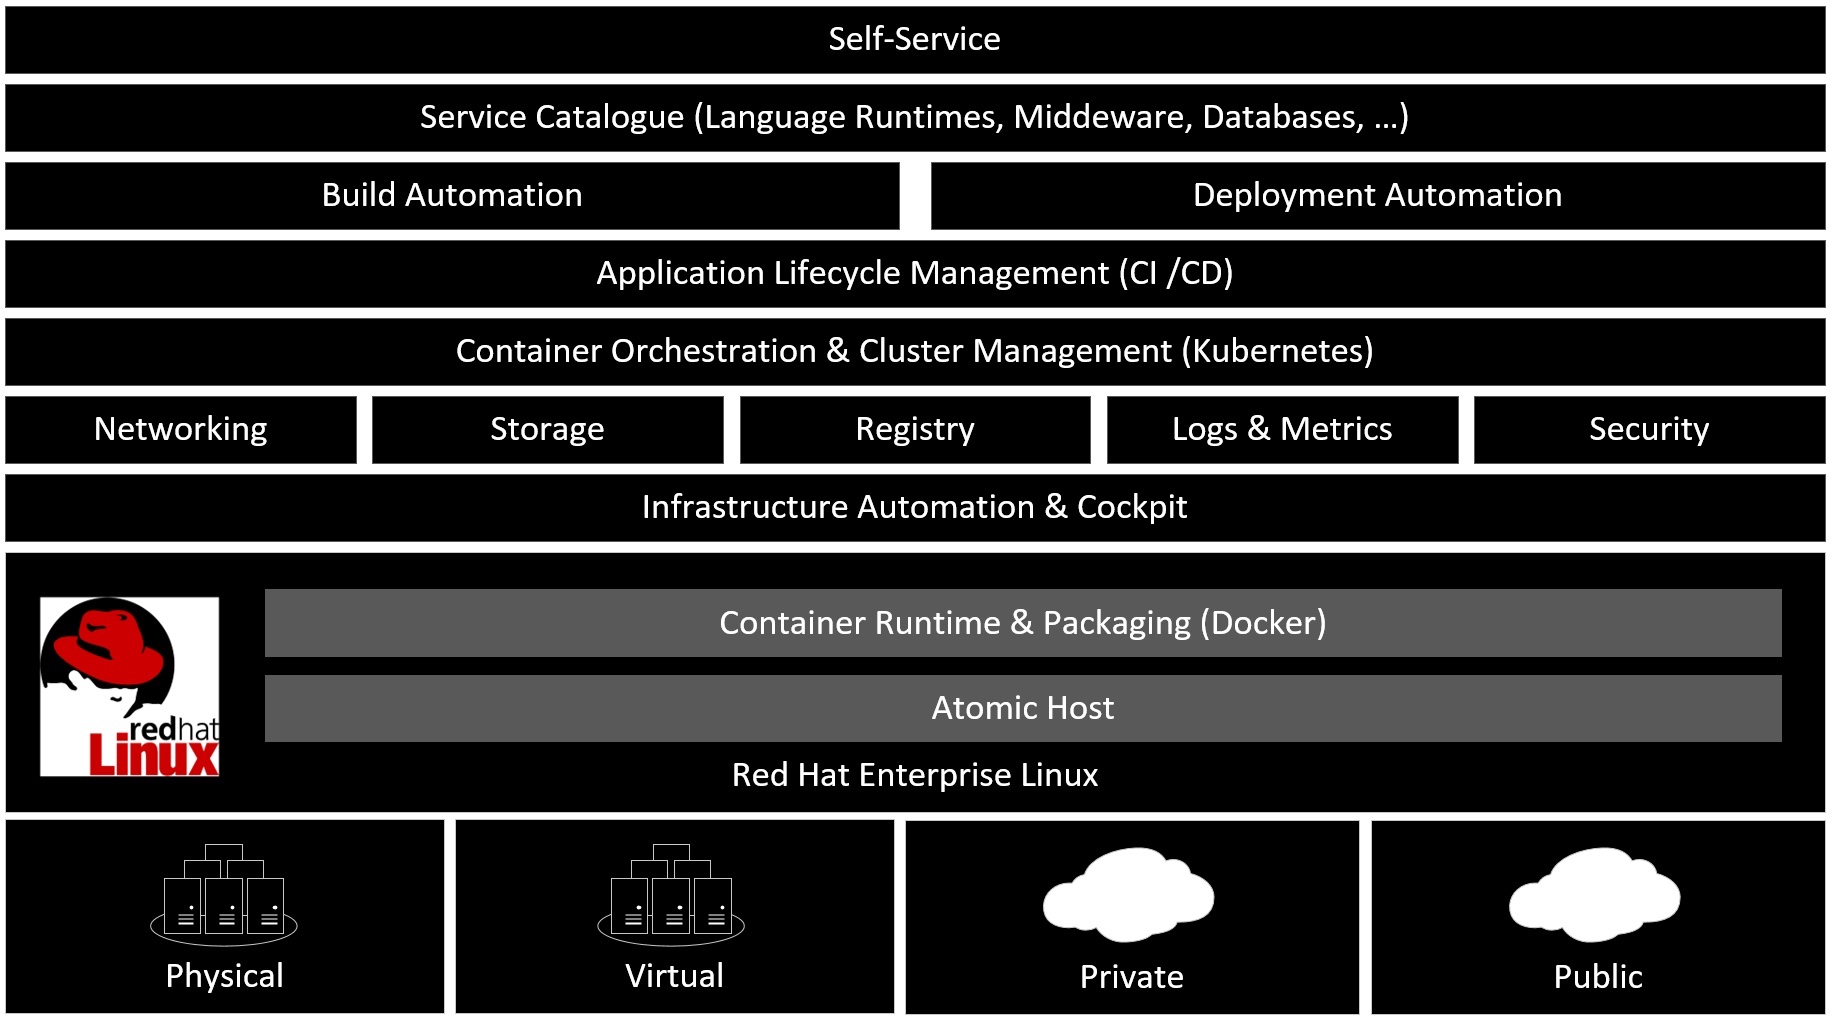 Self-Service
Service Catalogue (Language Runtimes, Middeware, Databases, ...)
Build Automation
Deployment Automation
Application Lifecycle Management (CI /CD)
Container Orchestration & Cluster Management (Kubernetes)
Networking
Storage
Registry
Logs & Metrics
Security
Infrastructure Automation & Cockpit
Container Runtime & Packaging (Docker)
Atomic Host
redhat
Linux
Red Hat Enterprise Linux
Physical
Virtual
Private
Public